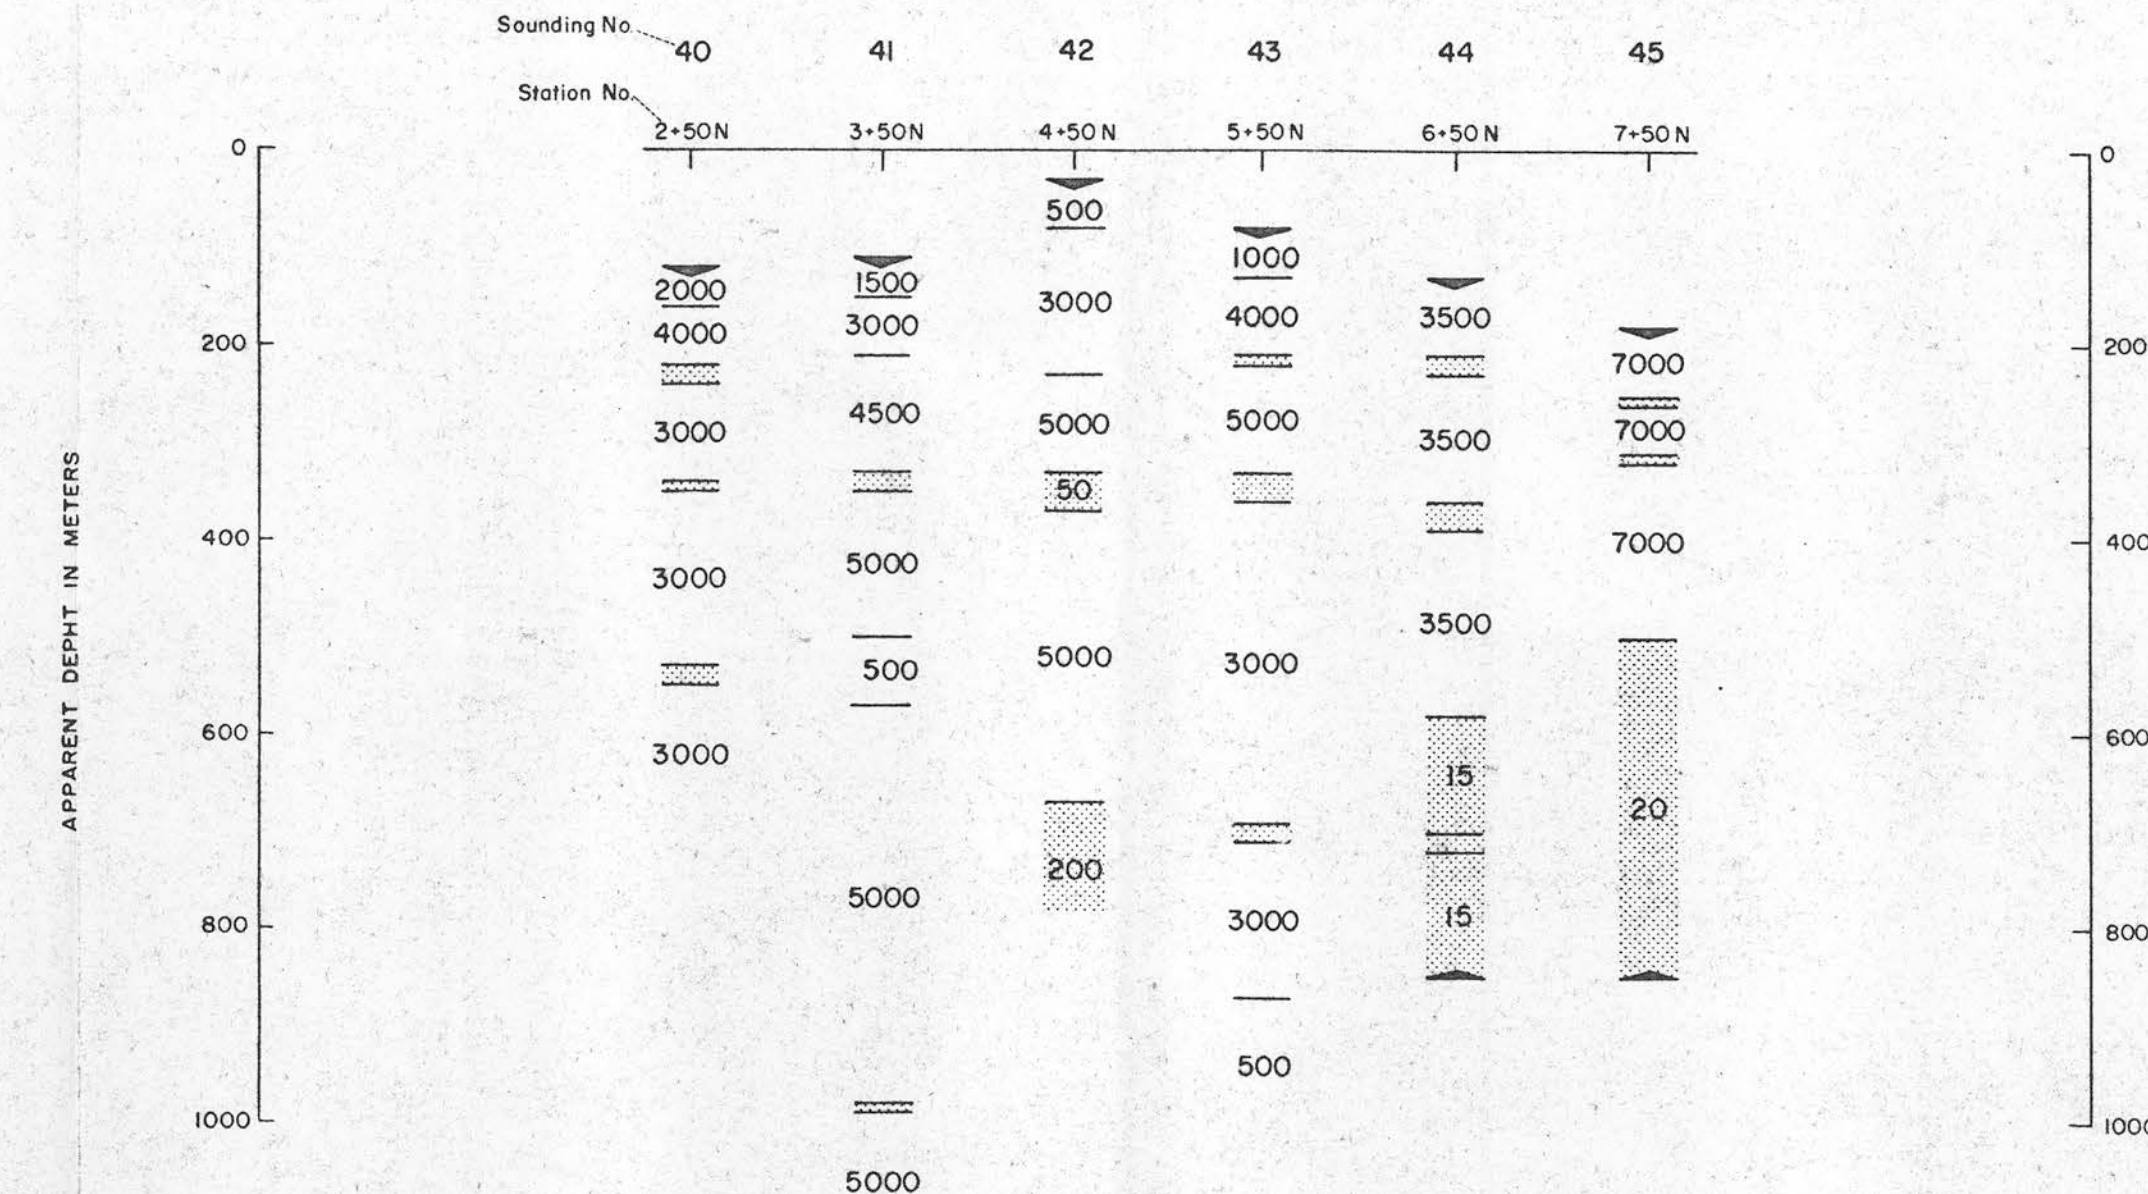 Sounding No. 40 41 42 43 44 45
Station No. 2+50N 3+50N 4+50N 5+50N 6+50N 7+50N
0 0
500
1000
2000 1500
3000
4000 3000 4000 3500
200 200
7000
4500 5000 5000
3000 3500 7000
50
400 400
7000
3000 5000
3500
500 5000 3000
600 600
3000
15
20
200
5000
800 3000 15 800
500
1000 1000
5000
APPARENT DEPHT IN METERS